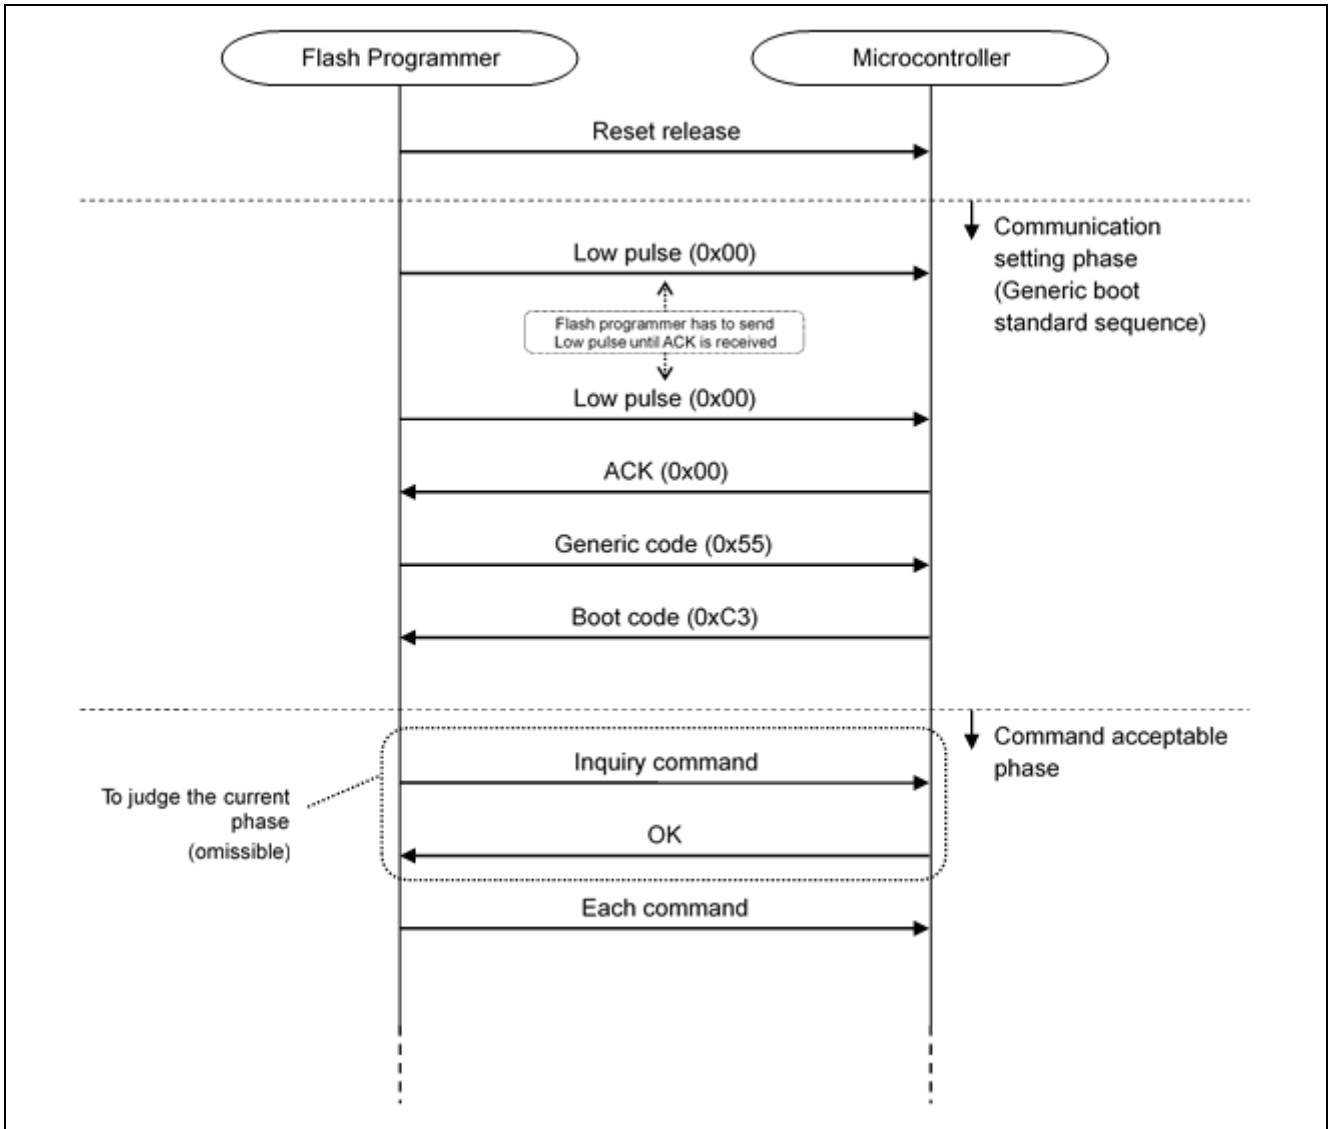 Flash Programmer
Microcontroller
Reset release
Communication
setting phase
(Generic boot
standard sequence)
Low pulse (0x00)
Flash programmer has to send
Low pulse until ACK is received
Low pulse (0x00)
ACK (0x00)
Generic code (0x55)
Boot code (0xC3)
Command acceptable
phase
Inquiry command
To judge the current
phase
(omissible)
OK
Each command